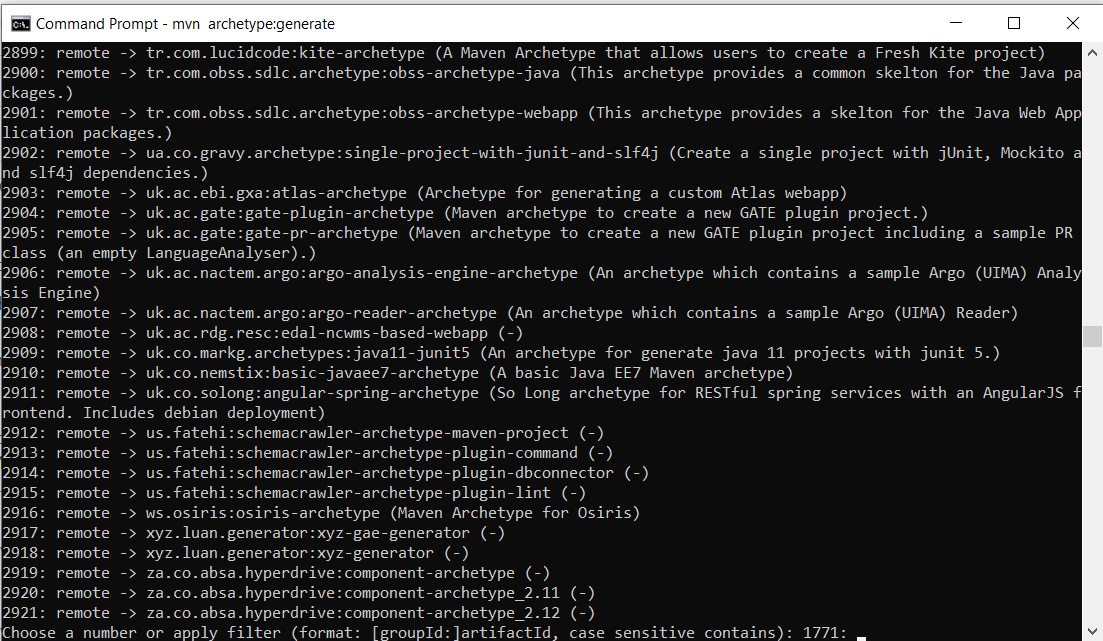 Command Prompt - mvn  archetype:generate
2899: remote -> tr.com.lucidcode:kite-archetype (A Maven Archetype that allows users to create a Fresh Kite project)
2900: remote -> tr.com.obss.sdlc.archetype:obss-archetype-java (This archetype provides a common skelton for the Java pa
ckages.)
2901: remote -> tr.com.obss.sdlc.archetype:obss-archetype-webapp (This archetype provides a skelton for the Java Web App
lication packages.)
2902: remote -> ua.co.gravy.archetype:single-project-with-junit-and-slf4j (Create a single project with jUnit, Mockito a
nd slf4j dependencies.)
2903: remote -> uk.ac.ebi.gxa:atlas-archetype (Archetype for generating a custom Atlas webapp)
2904: remote -> uk.ac.gate:gate-plugin-archetype (Maven archetype to create a new GATE plugin project.)
2905: remote -> uk.ac.gate:gate-pr-archetype (Maven archetype to create a new GATE plugin project including a sample PR
class (an empty LanguageAnalyser).)
2906: remote -> uk.ac.nactem.argo:argo-analysis-engine-archetype (An archetype which contains a sample Argo (UIMA) Analy
sis Engine)
2907: remote -> uk.ac.nactem.argo:argo-reader-archetype (An archetype which contains a sample Argo (UIMA) Reader)
2908: remote -> uk.ac.rdg.resc:edal-ncwms-based-webapp (-)
2909: remote -> uk.co.markg.archetypes:java11-junit5 (An archetype for generate java 11 projects with junit 5.)
2910: remote -> uk.co.nemstix:basic-javaee7-archetype (A basic Java EE7 Maven archetype)
2911: remote -> uk.co.solong:angular-spring-archetype (So Long archetype for RESTful spring services with an AngularJS f
rontend. Includes debian deployment)
2912: remote -> us.fatehi:schemacrawler-archetype-maven-project (-)
2913: remote -> us.fatehi:schemacrawler-archetype-plugin-command (-)
2914: remote -> us.fatehi:schemacrawler-archetype-plugin-dbconnector (-)
2915: remote -> us.fatehi:schemacrawler-archetype-plugin-lint (-)
2916: remote -> ws.osiris:osiris-archetype (Maven Archetype for Osiris)
2917: remote -> xyz.luan.generator:xyz-gae-generator (-)
2918: remote -> xyz.luan.generator:xyz-generator (-)
2919: remote -> za.co.absa.hyperdrive:component-archetype (-)
2920: remote -> za.co.absa.hyperdrive:component-archetype_2.11 (-)
2921: remote -> za.co.absa.hyperdrive:component-archetype_2.12 (-)
Choose a number or apply filter (format: [groupId:]artifactId, case sensitive contains): 1771: